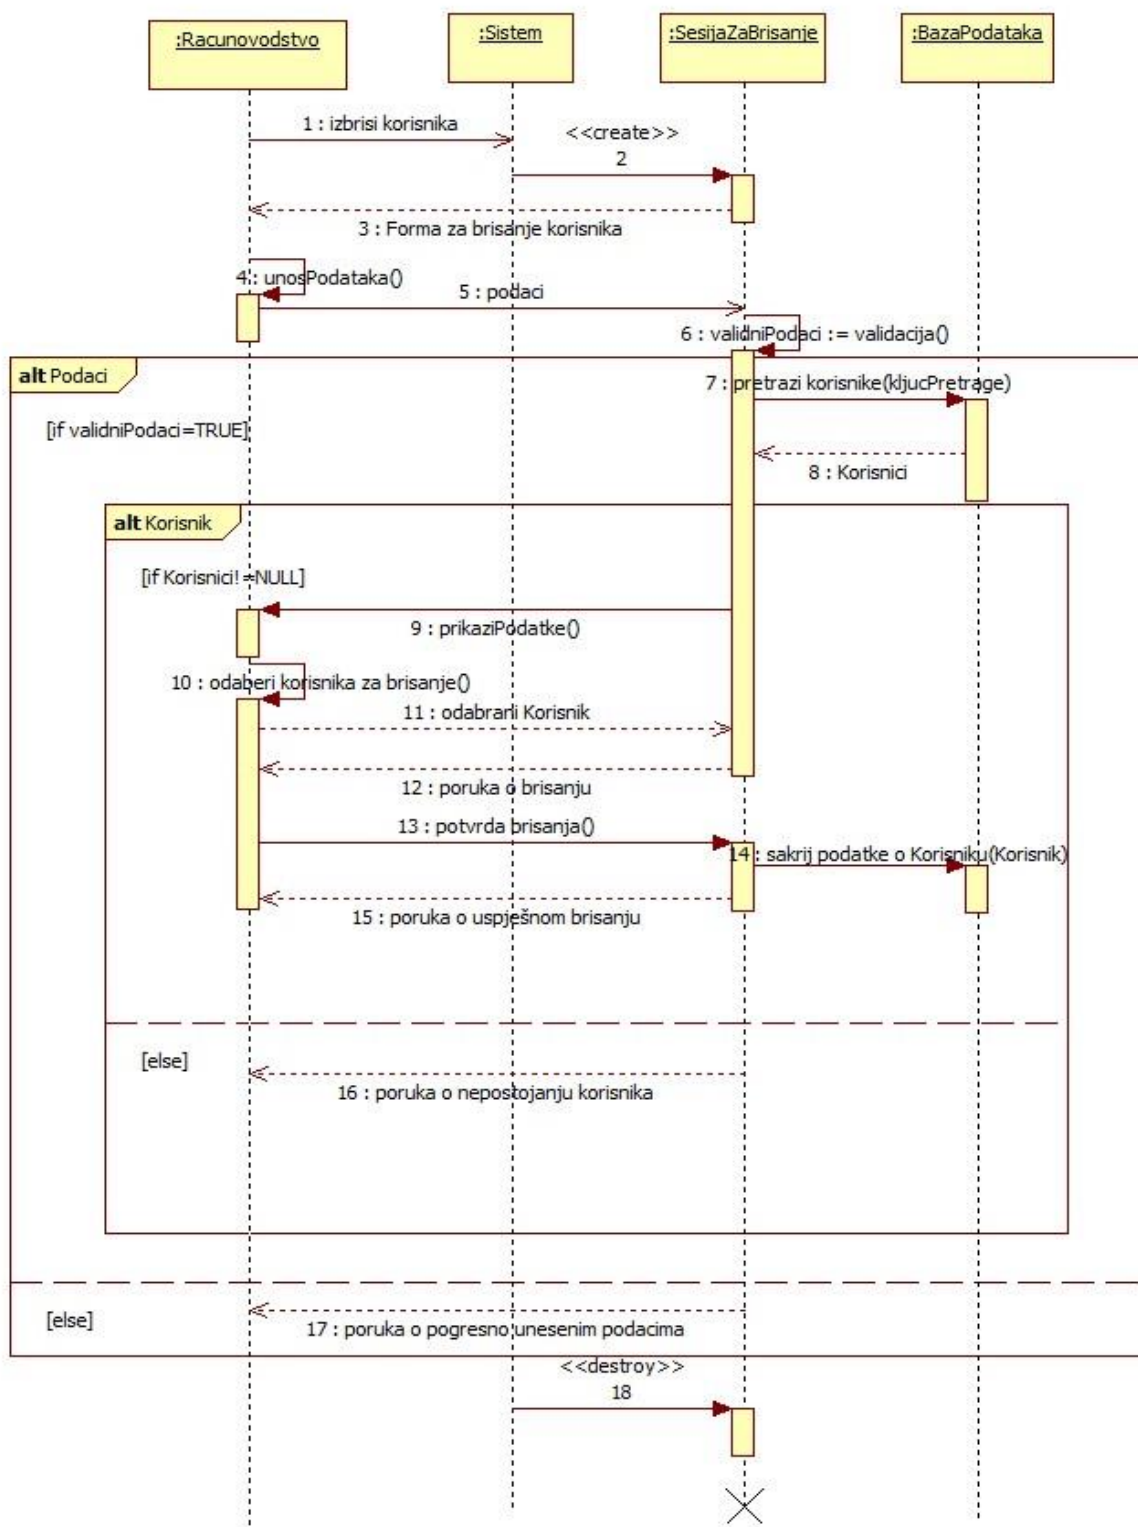 :Racunovodstvo
:Sistem
:SesijaZaBrisanje
:BazaPodataka
1 : izbrisi korisnika
<<create>>
2
3 : Forma za brisanje korisnika
4 : unosPodataka()
5 : podaci
6 : validniPodaci := validacija()
alt Podaci
7 : pretrazi korisnike(kljucPretrage)
[if validniPodaci=TRUE]
8 : Korisnici
alt Korisnik
[if Korisnici!=NULL]
9 : prikaziPodatke()
10 : odaberi korisnika za brisanje()
11 : odabrani Korisnik
12 : poruka o brisanju
13 : potvrda brisanja()
14 : sakrij podatke o Korisniku(Korisnik)
15 : poruka o uspješnom brisanju
[else]
16 : poruka o nepostojanju korisnika
[else]
17 : poruka o pogresno unesenim podacima
<<destroy>>
18